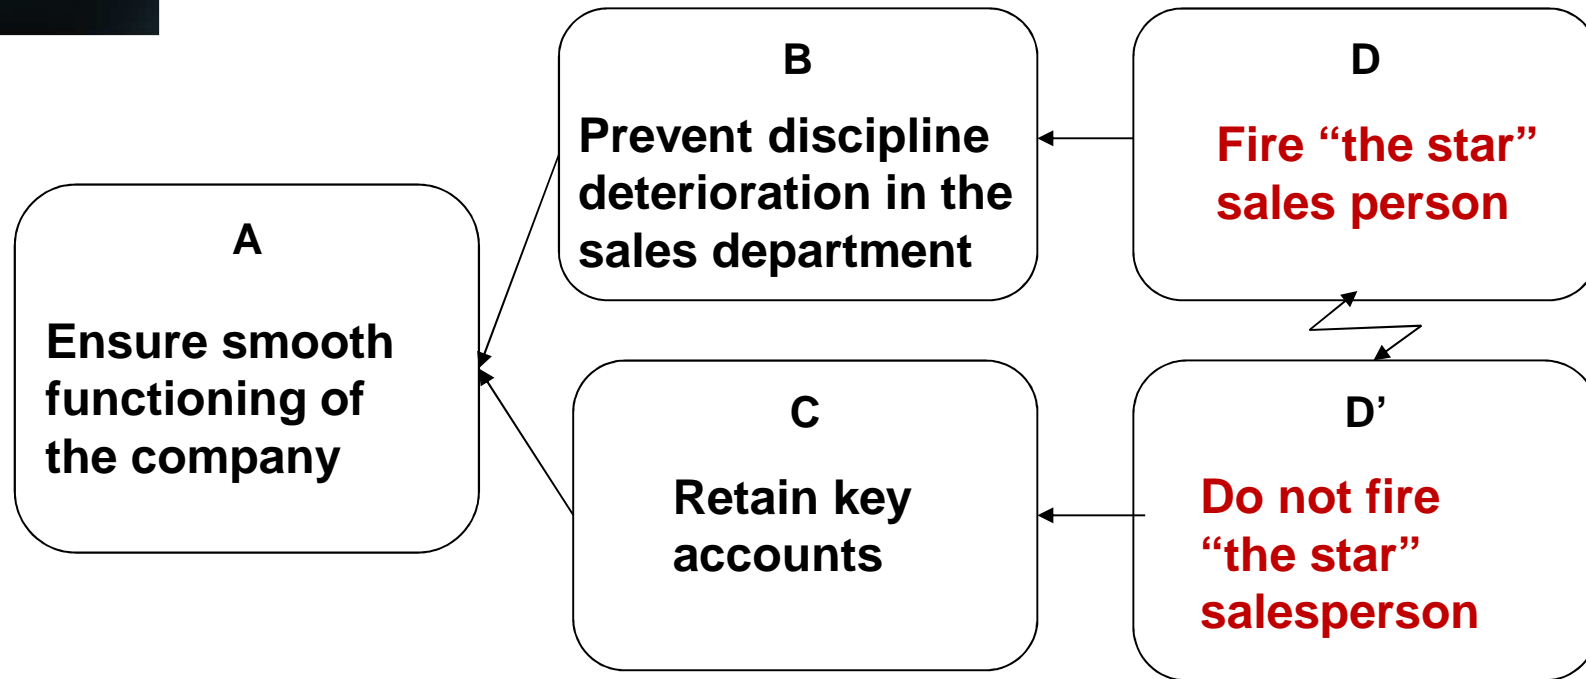 A
Ensure smooth
functioning of
the company
B
Prevent discipline
deterioration in the
sales department
C
Retain key
accounts
D
Fire “the star”
sales person
D’
Do not fire
“the star”
salesperson